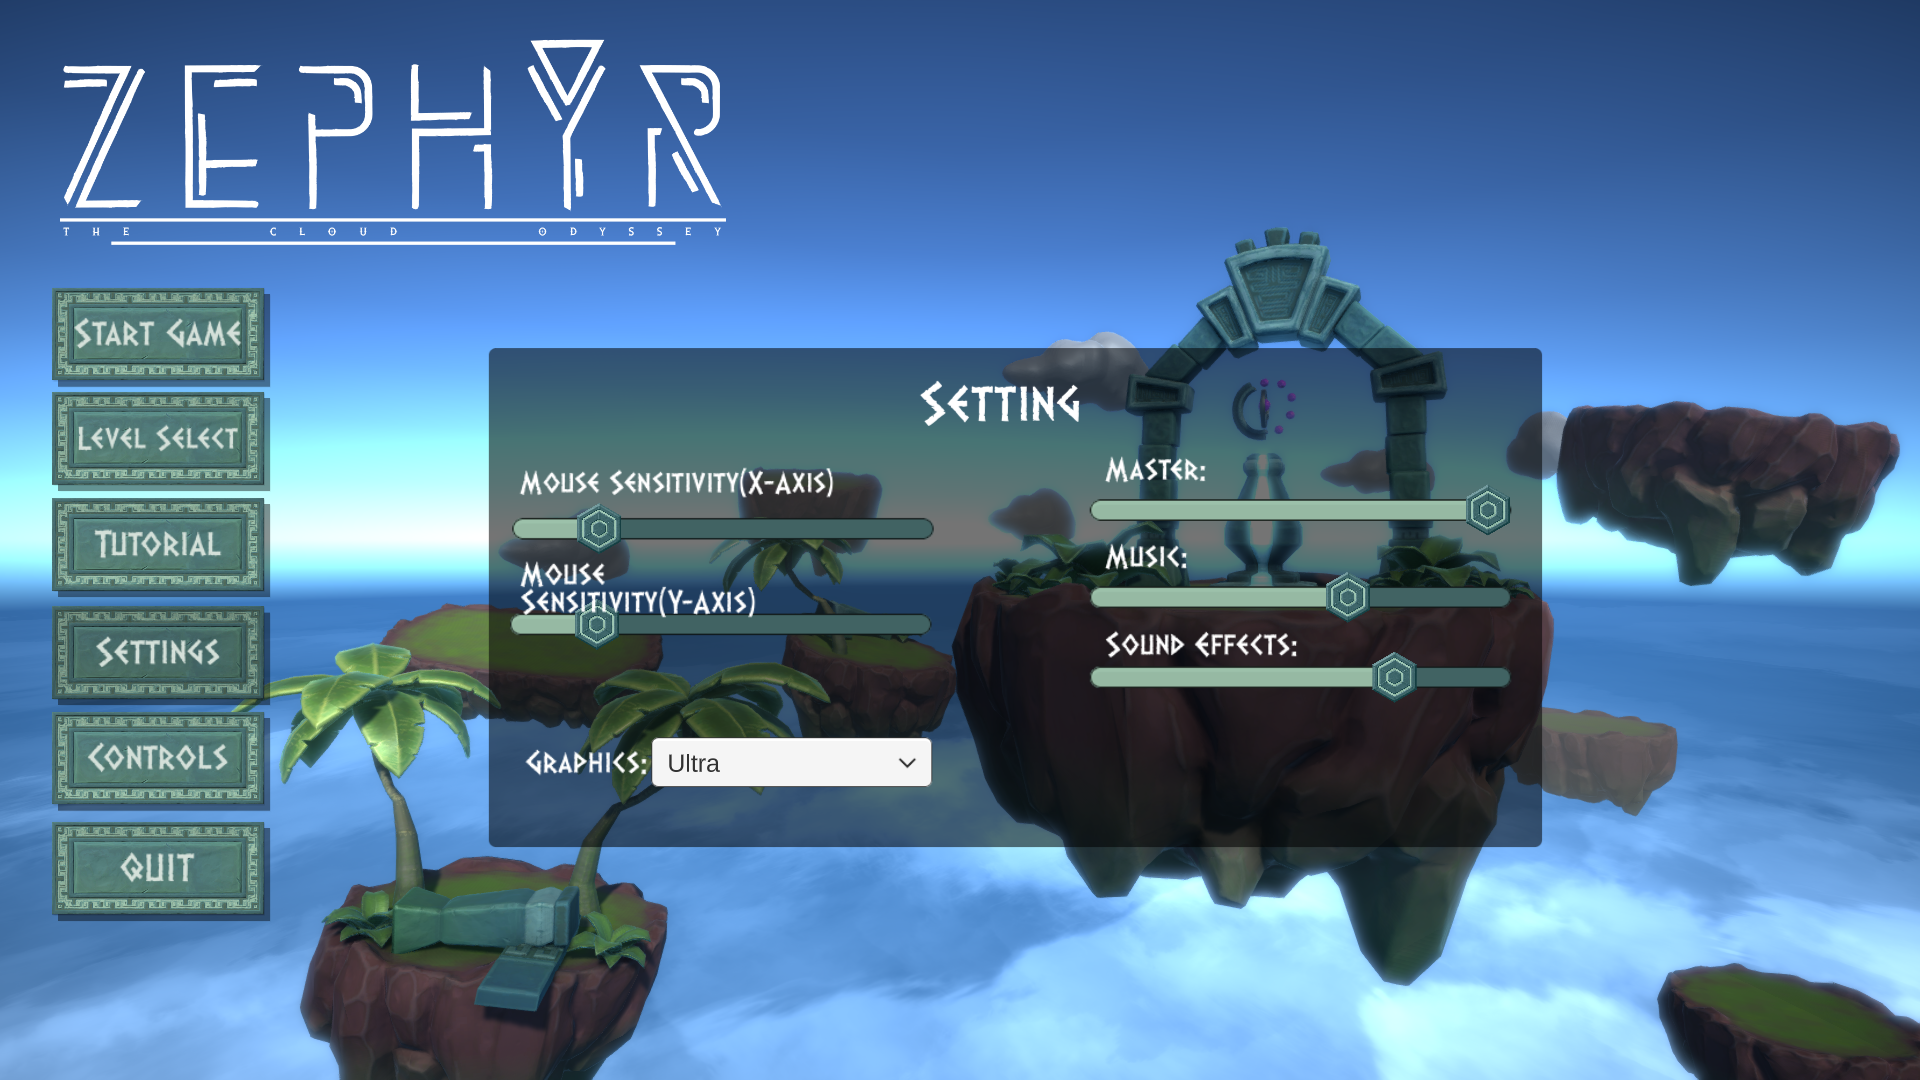 ZEPHYR
THE CLOUD ODYSSEY
START GAME
LEVEL SELECT
TUTORIAL
SETTINGS
CONTROLS
QUIT
SETTING
MOUSE SENSITIVITY(X-AXIS)
MOUSE
SENSITIVITY(Y-AXIS)
GRAPHICS: Ultra
MASTER:
MUSIC:
SOUND EFFECTS: